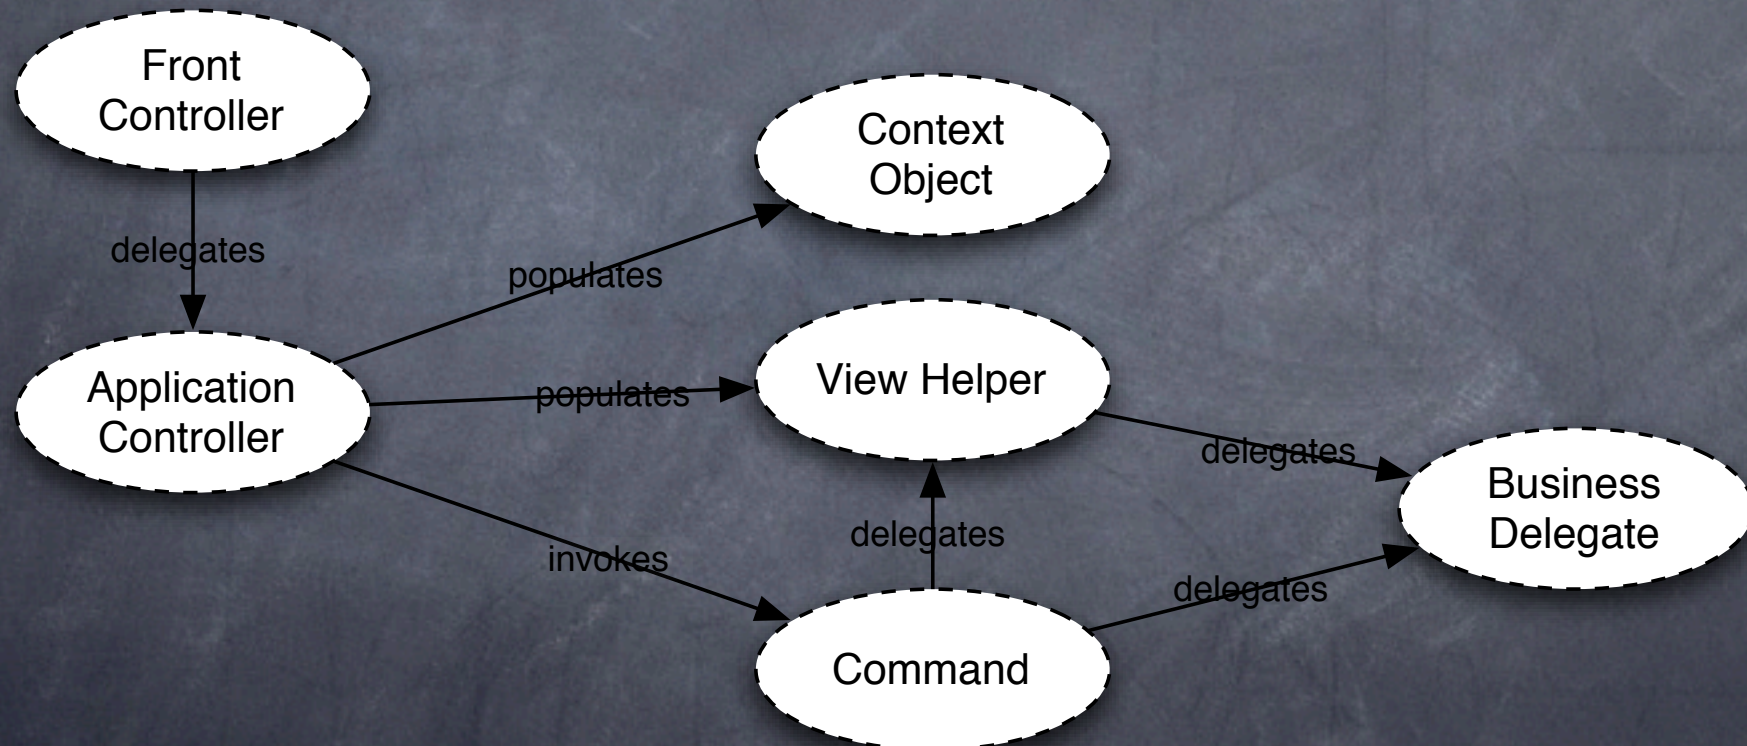 Front
Controller
Context
Object
delegates
populates
Application
Controller
populates
View Helper
delegates
Business
Delegate
invokes
delegates
delegates
Command